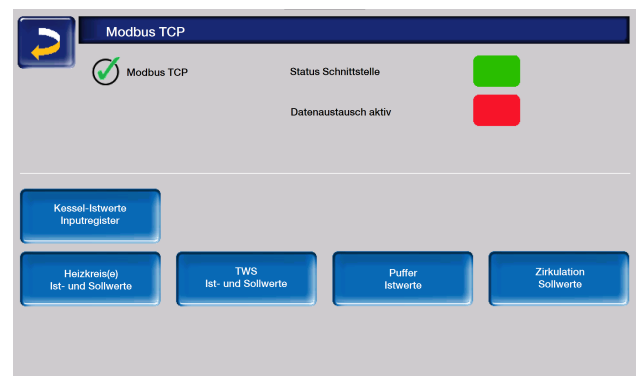 Modbus TCP
Modbus TCP
Status Schnittstelle
Datenaustausch aktiv
Kessel-Istwerte
Inputregister
Heizkreis(e)
Ist- und Sollwerte
TWS
Ist- und Sollwerte
Puffer
Istwerte
Zirkulation
Sollwerte